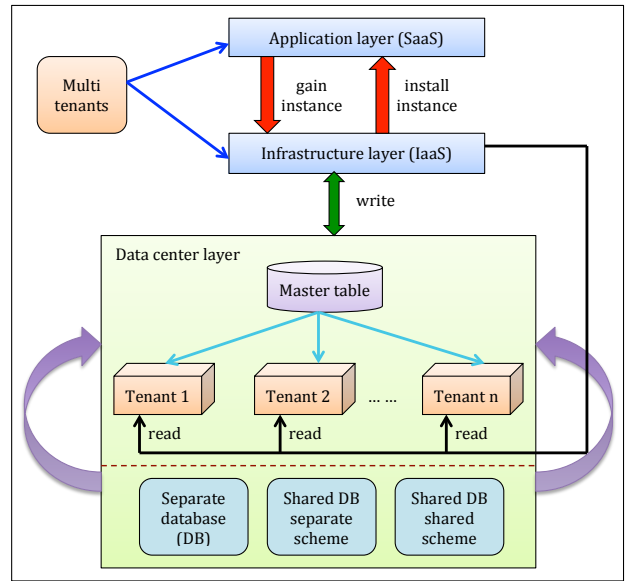 Application layer (SaaS)
Multi
tenants
gain
instance
install
instance
Infrastructure layer (IaaS)
write
Data center layer
Master table
Tenant 1
Tenant 2
... ...
Tenant n
read
read
read
Separate
database
(DB)
Shared DB
separate
scheme
Shared DB
shared
scheme